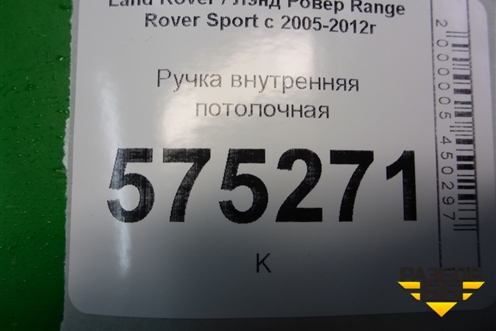 Land Rover / Лэнд Ровер Range
Rover Sport с 2005-2012г
Ручка внутренняя
потолочная
575271
К
2000005450297